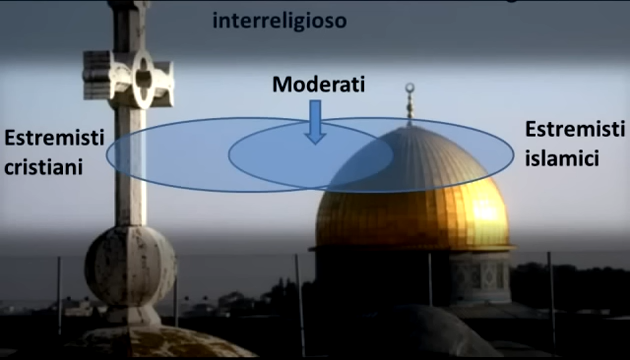 interreligioso
Moderati
Estremisti
cristiani
Estremisti
islamici